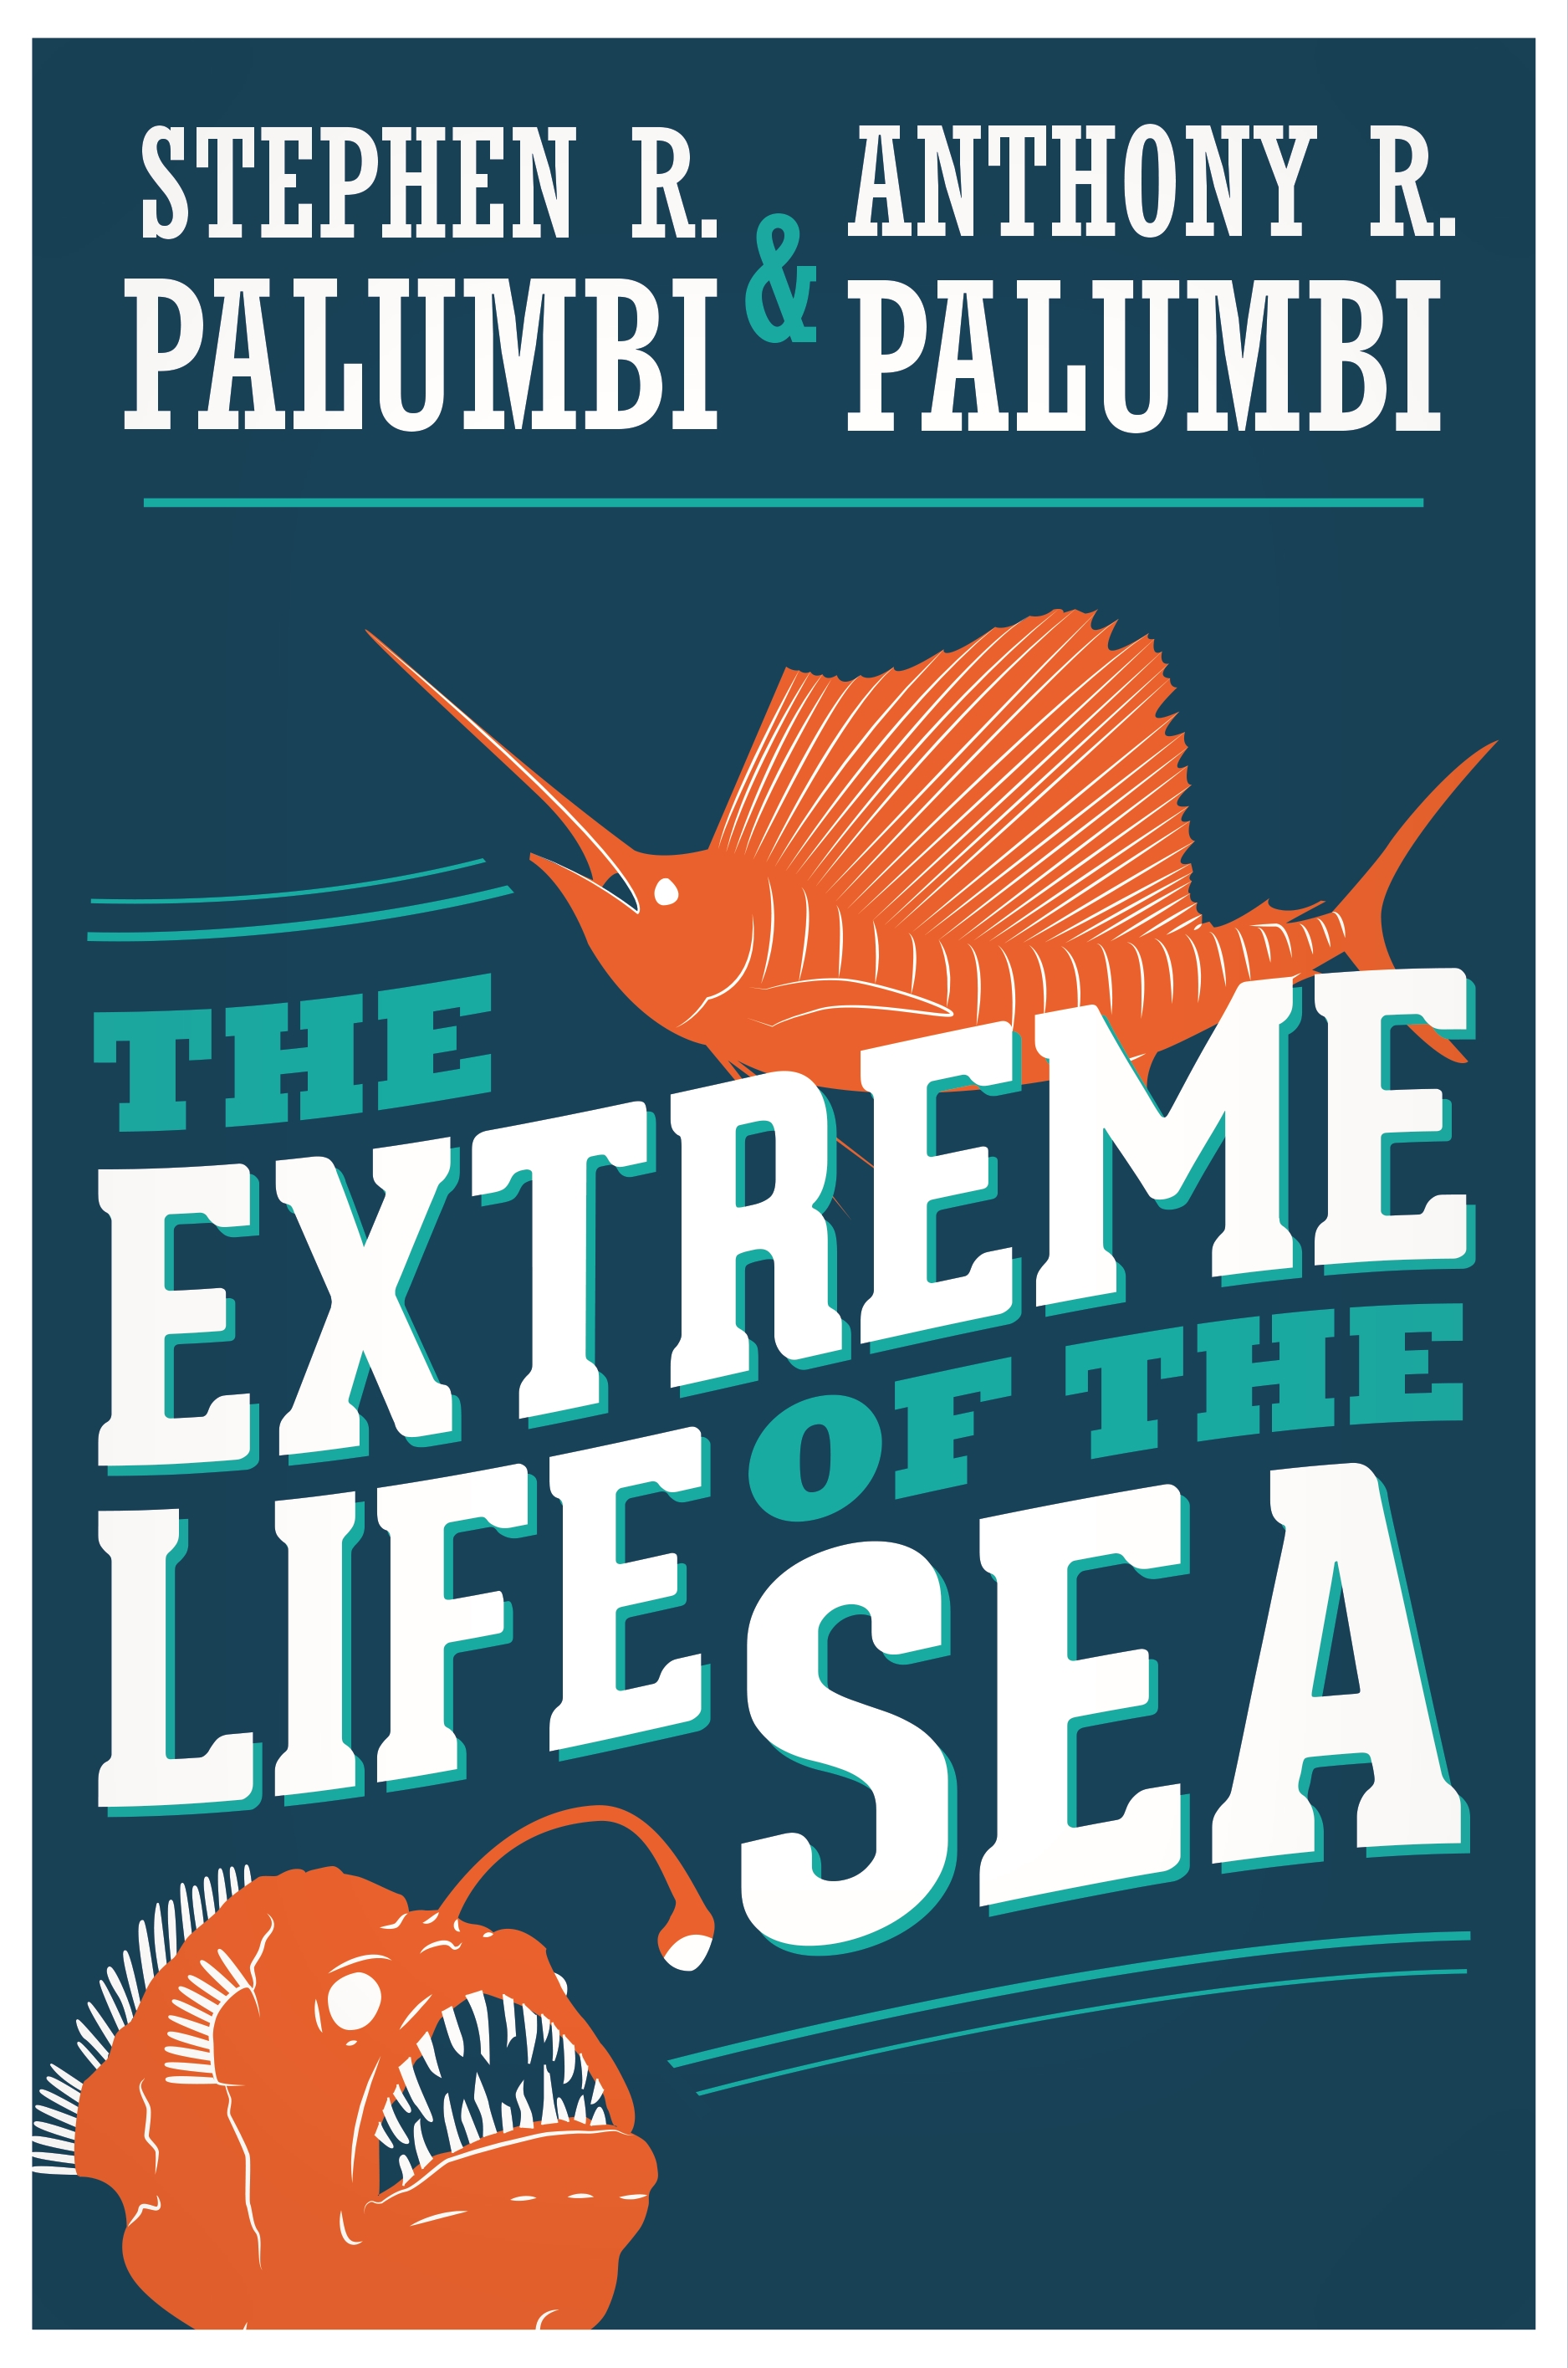 STEPHEN R.
PALUMBI
&
ANTHONY R.
PALUMBI
THE
EXTREME
LIFE
OF THE
SEA